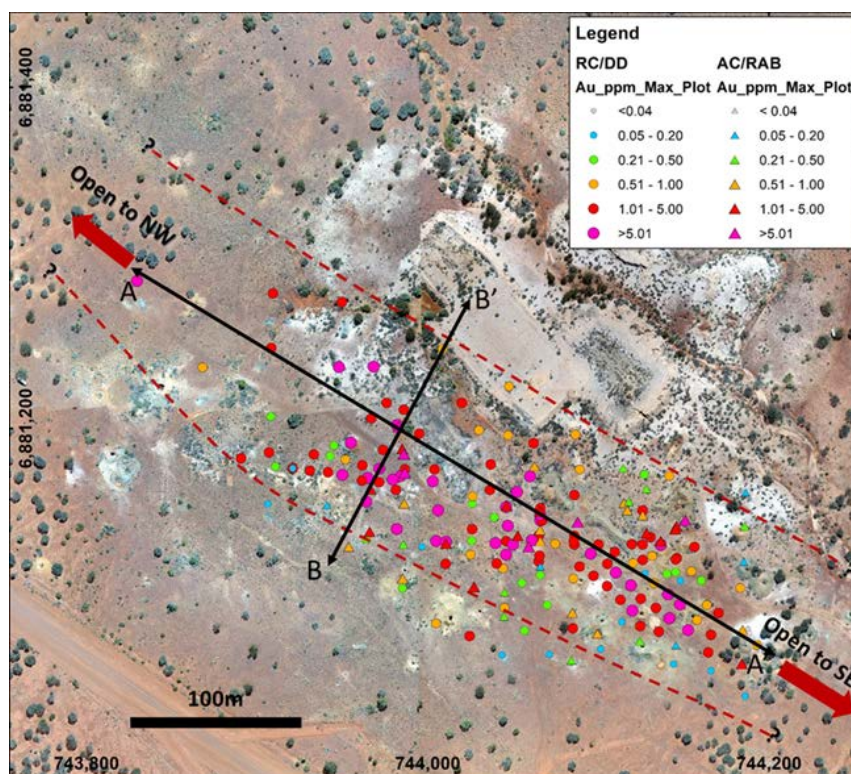 Legend
RC/DD AC/RAB
Au_ppm_Max_Plot Au_ppm_Max_Plot
<0.04 < 0.04
0.05 - 0.20 0.05 - 0.20
0.21 - 0.50 0.21 - 0.50
0.51 - 1.00 0.51 - 1.00
1.01 - 5.00 1.01 - 5.00
>5.01 >5.01
6,881,400
?
Open to NW
?
A
B'
6,881,200
B
?
A'
Open to SE
?
100m
743,800 744,000 744,200